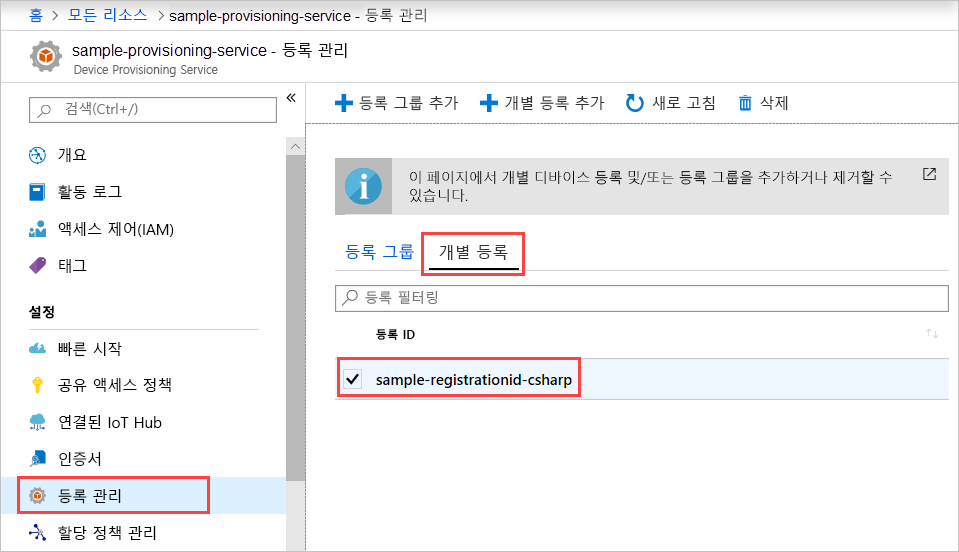 홈 > 모든 리소스 > sample-provisioning-service - 등록 관리
sample-provisioning-service - 등록 관리
Device Provisioning Service
검색(Ctrl+/)
개요
활동 로그
액세스 제어(IAM)
태그
설정
빠른 시작
공유 액세스 정책
연결된 IoT Hub
인증서
등록 관리
할당 정책 관리
등록 그룹 추가 개별 등록 추가 새로 고침 삭제
이 페이지에서 개별 디바이스 등록 및/또는 등록 그룹을 추가하거나 제거할 수
있습니다.
등록 그룹 개별 등록
등록 필터링
등록 ID
sample-registrationid-csharp